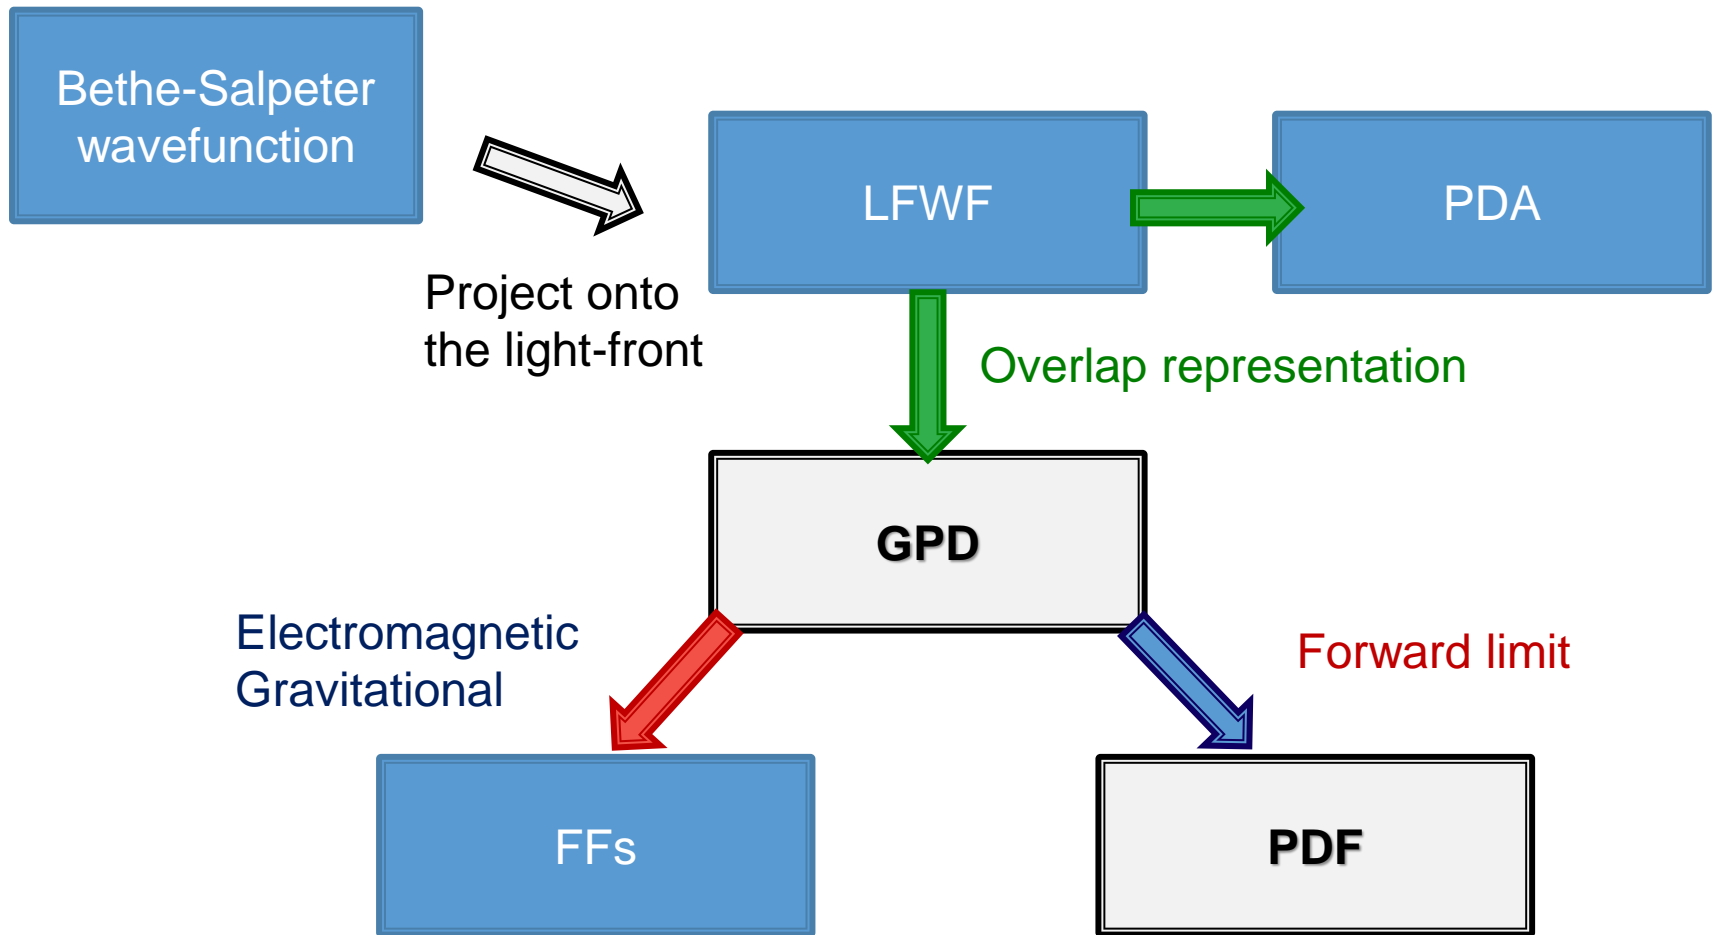 Bethe-Salpeter
wavefunction
LFWF
PDA
Project onto
the light-front
Overlap representation
GPD
Electromagnetic
Gravitational
Forward limit
FFs
PDF